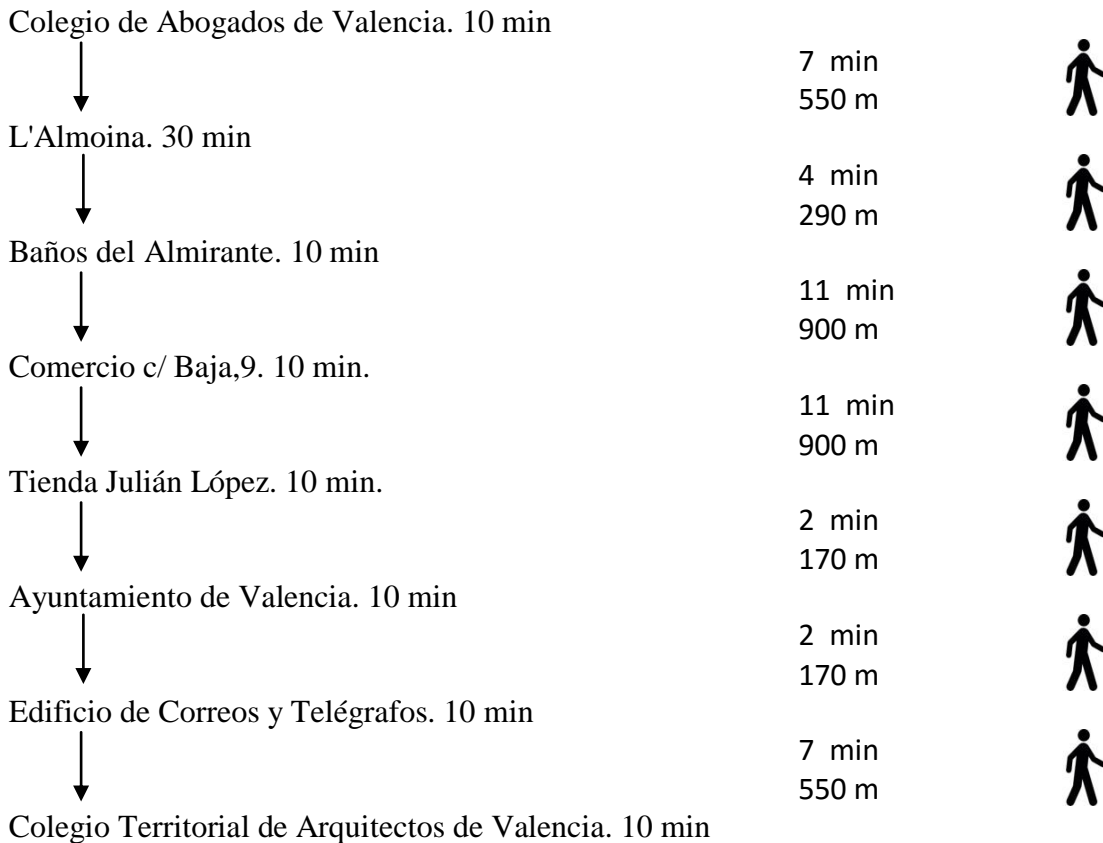 Colegio de Abogados de Valencia. 10 min
7 min
550 m
L'Almoina. 30 min
4 min
290 m
Baños del Almirante. 10 min
11 min
900 m
Comercio c/ Baja,9. 10 min.
11 min
900 m
Tienda Julián López. 10 min.
2 min
170 m
Ayuntamiento de Valencia. 10 min
2 min
170 m
Edificio de Correos y Telégrafos. 10 min
7 min
550 m
Colegio Territorial de Arquitectos de Valencia. 10 min